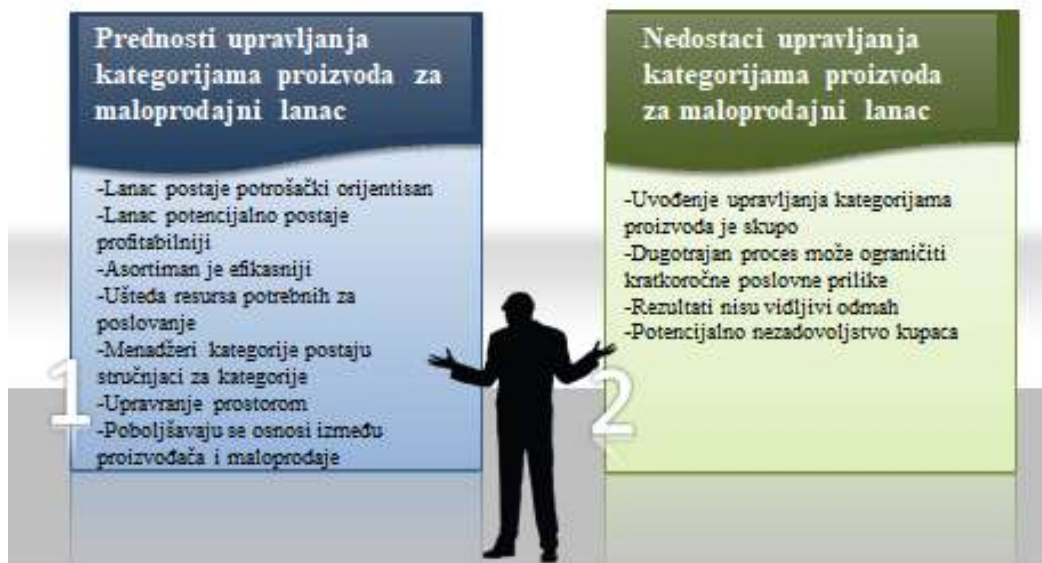 Prednosti upravljanja
kategorijama proizvoda za
maloprodajni lanac
-Lanac postaje potrošački orijentisan
-Lanac potencijalno postaje
profitabilniji
-Asortiman je efikasniji
-Ušteda resursa potrebnih za
poslovanje
-Menadžeri kategorije postaju
stručnjaci za kategorije
-Upravranje prostorom
-Poboljšavaju se osnosi između
proizvođača i maloprodaje
1
Nedostaci upravljanja
kategorijama proizvoda
za maloprodajni lanac
-Uvođenje upravljanja kategorijama
proizvoda je skupo
-Dugotrajan proces može ograničiti
kratkoročne poslovne prilike
-Rezultati nisu vidljivi odmah
-Potencijalno nezadovoljstvo kupaca
2